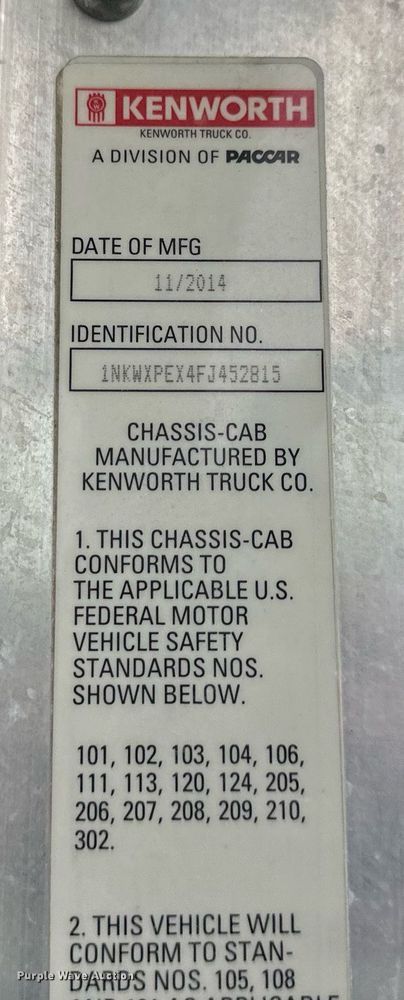 KENWORTH
KENWORTH TRUCK CO.
A DIVISION OF PACCAR
DATE OF MFG
11/2014
IDENTIFICATION NO.
1NKWXPEX4FJ452815
CHASSIS-CAB
MANUFACTURED BY
KENWORTH TRUCK CO.
1. THIS CHASSIS-CAB
CONFORMS TO
THE APPLICABLE U.S.
FEDERAL MOTOR
VEHICLE SAFETY
STANDARDS NOS.
SHOWN BELOW.
101, 102, 103, 104, 106,
111, 113, 120, 124, 205,
206, 207, 208, 209, 210,
302.
2. THIS VEHICLE WILL
CONFORM TO STAN-
DARDS NOS. 105, 108
Purple Wave Auction